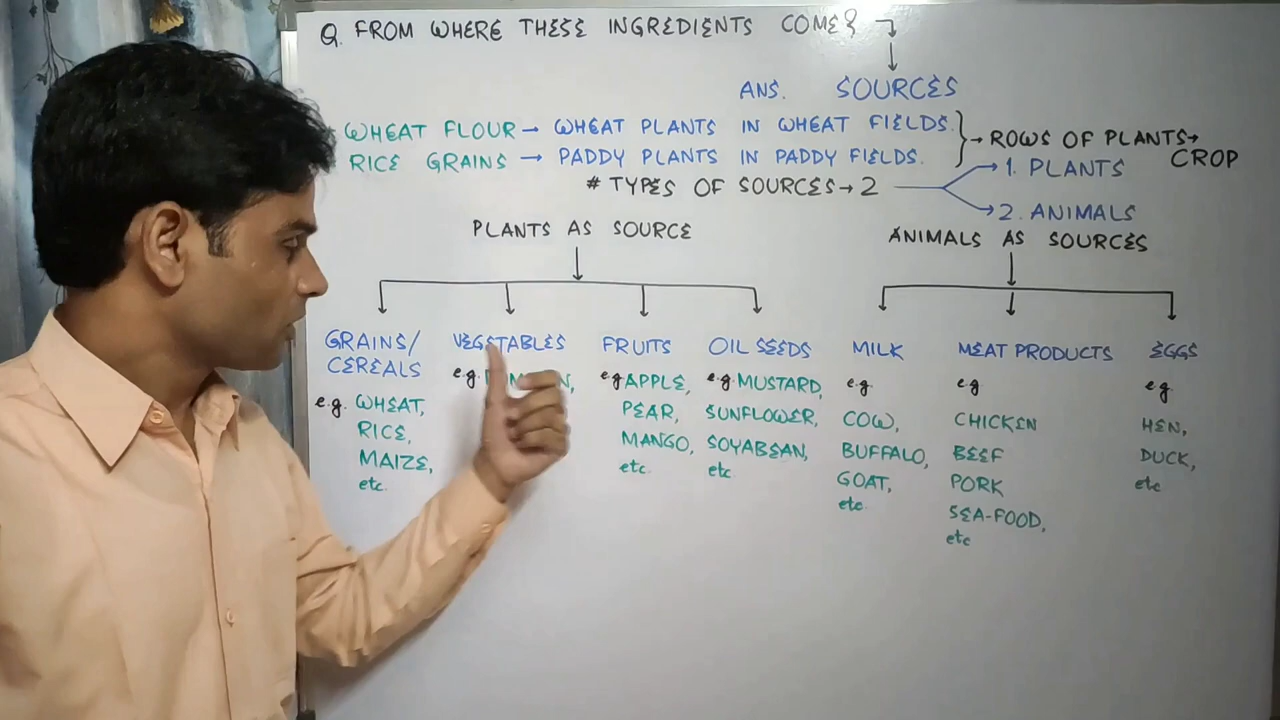 Q. FROM WHERE THESE INGREDIENTS COME?
ANS. SOURCES
WHEAT FLOUR → WHEAT PLANTS IN WHEAT FIELDS.
RICE GRAINS → PADDY PLANTS IN PADDY FIELDS.
→ ROWS OF PLANTS →
CROP
# TYPES OF SOURCES → 2
1. PLANTS
2. ANIMALS
PLANTS AS SOURCE
GRAINS/
CEREALS
e.g. WHEAT,
RICE,
MAIZE,
etc.
VEGETABLES
e.g.
FRUITS
e.g APPLE,
PEAR,
MANGO,
etc.
OIL SEEDS
e.g. MUSTARD,
SUNFLOWER,
SOYABEAN,
etc
ANIMALS AS SOURCES
MILK
e.g.
COW,
BUFFALO,
GOAT,
etc.
MEAT PRODUCTS
eg
CHICKEN
BEEF
PORK
SEA-FOOD,
etc
EGGS
eg
HEN,
DUCK,
etc